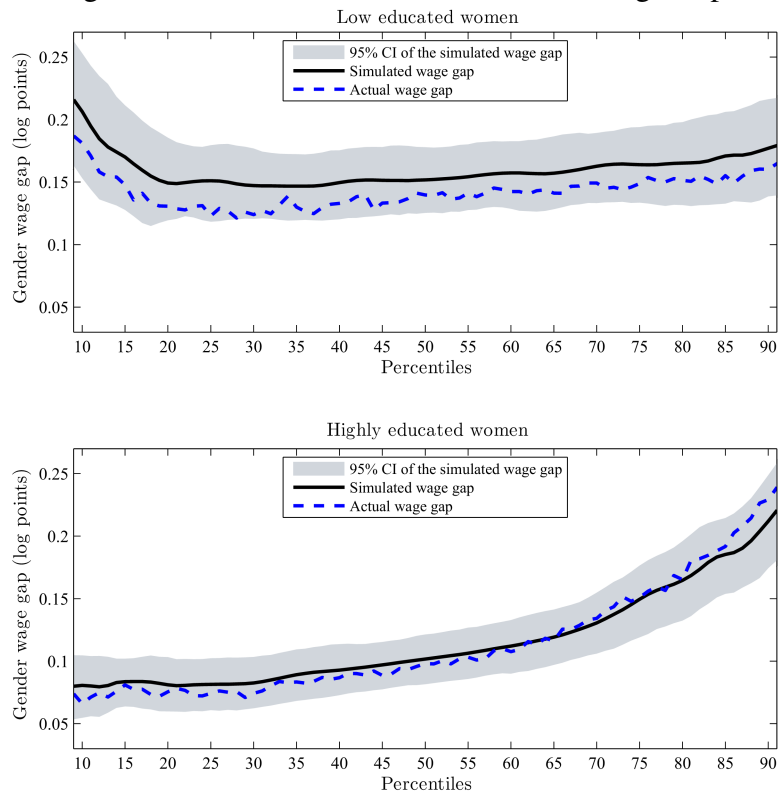 Low educated women
0.25
0.2
0.15
0.1
0.05
Gender wage gap (log points)
95% CI of the simulated wage gap
Simulated wage gap
Actual wage gap
10 15 20 25 30 35 40 45 50 55 60 65 70 75 80 85 90
Percentiles
Highly educated women
0.25
0.2
0.15
0.1
0.05
Gender wage gap (log points)
95% CI of the simulated wage gap
Simulated wage gap
Actual wage gap
10 15 20 25 30 35 40 45 50 55 60 65 70 75 80 85 90
Percentiles